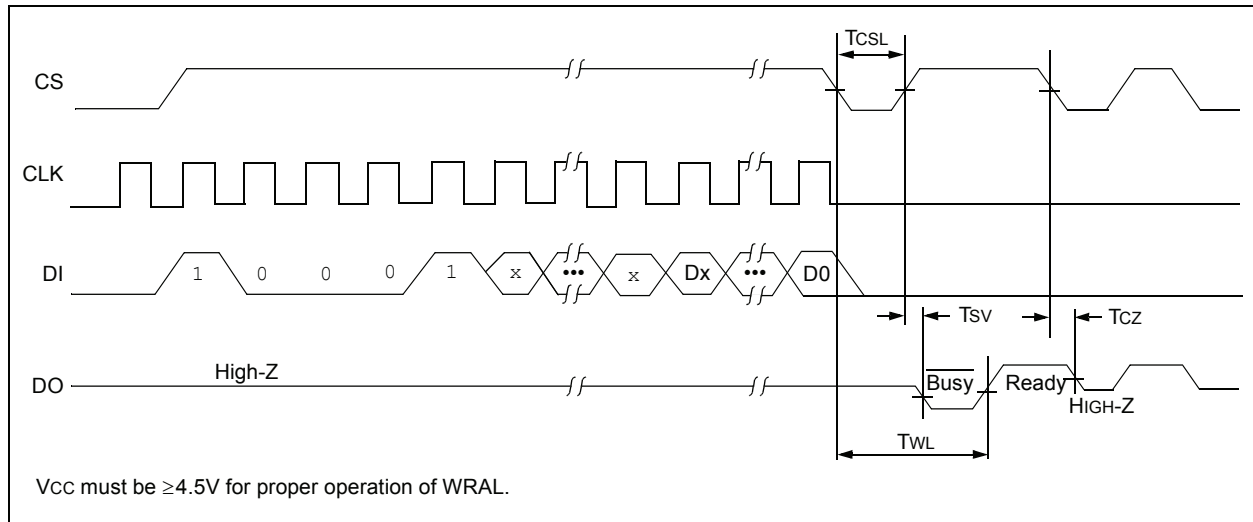 TCSL
CS
CLK
DI 1 0 0 0 1 x ••• x Dx ••• D0
TSV
TCZ
High-Z
DO
Busy
Ready
HIGH-Z
TWL
VCC must be ≥4.5V for proper operation of WRAL.